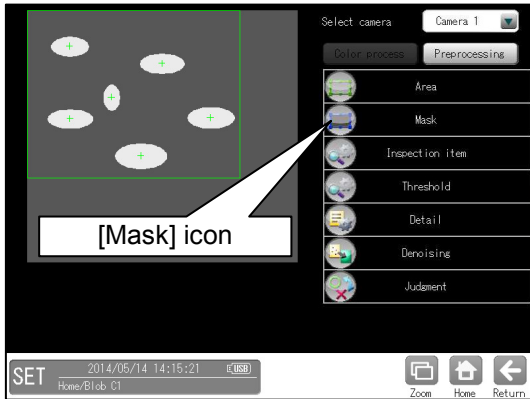 Select camera
Camera 1
Color process
Preprocessing
Area
Mask
Inspection item
Threshold
Detail
Denoising
Judgment
[Mask] icon
SET
2014/05/14 14:15:21
USB
Home/Blob C1
Zoom
Home
Return